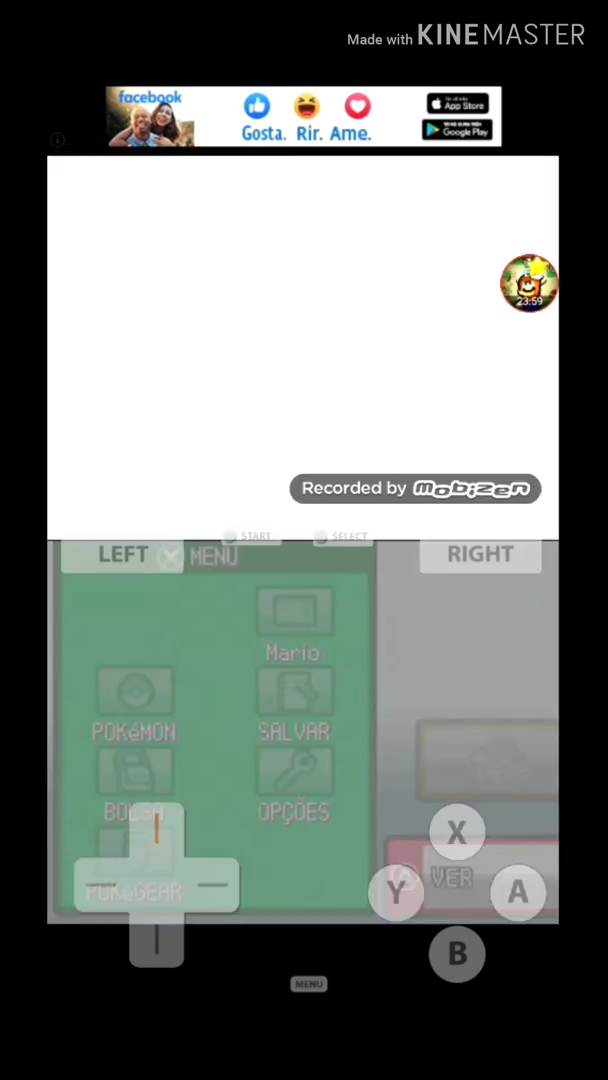 Made with KINEMASTER
facebook
Gosta. Rir. Ame.
App Store
Google Play
23:59
Recorded by mobizen
START
SELECT
LEFT
X MENU
RIGHT
Mario
POKéMON
SALVAR
BOLSA
OPÇÕES
X
POKéGEAR
Y
VER
A
B
MENU